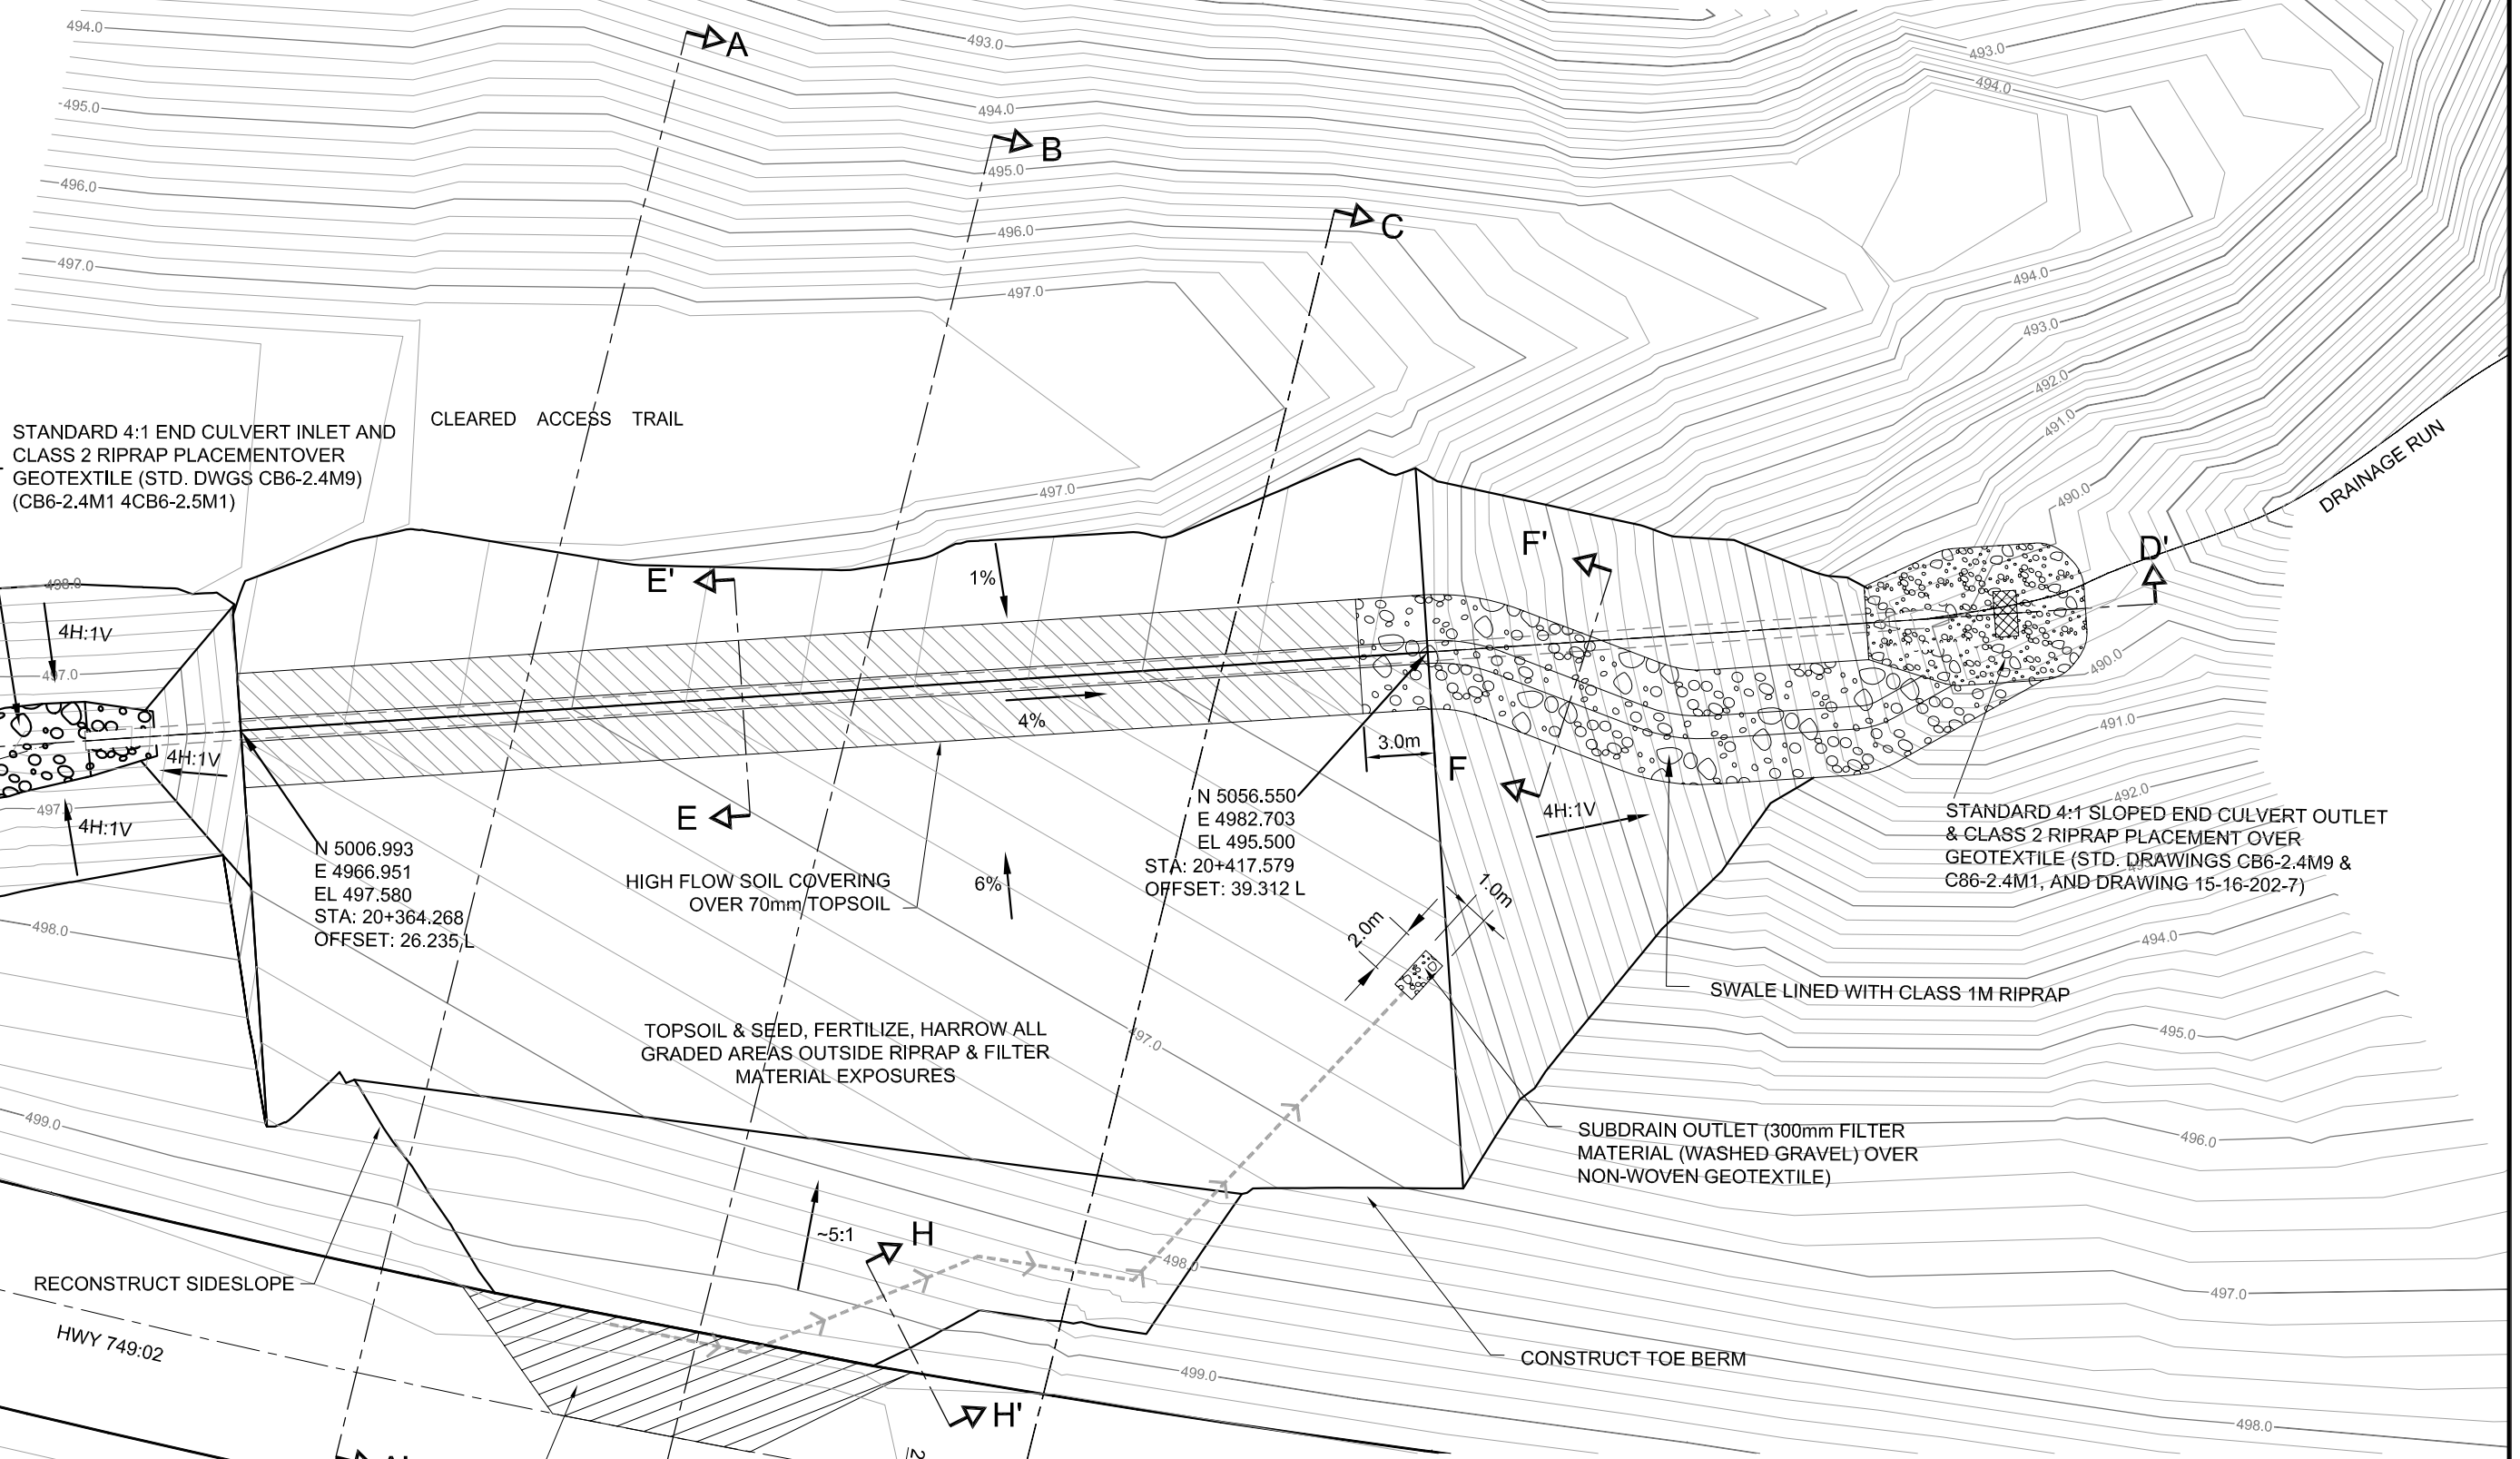 494.0
493.0
493.0
A
494.0
-495.0
494.0
B
495.0
496.0
C
496.0
497.0
494.0
497.0
493.0
492.0
CLEARED ACCESS TRAIL
491.0
STANDARD 4:1 END CULVERT INLET AND
CLASS 2 RIPRAP PLACEMENTOVER
GEOTEXTILE (STD. DWGS CB6-2.4M9)
(CB6-2.4M1 4CB6-2.5M1)
DRAINAGE RUN
497.0
490.0
F'
D'
498.0
E'
1%
4H:1V
497.0
490.0
4%
491.0
3.0m
4H:1V
F
497.0
4H:1V
E
N 5056.550
E 4982.703
EL 495.500
STA: 20+417.579
OFFSET: 39.312 L
4H:1V
492.0
STANDARD 4:1 SLOPED END CULVERT OUTLET
& CLASS 2 RIPRAP PLACEMENT OVER
GEOTEXTILE (STD. DRAWINGS CB6-2.4M9 &
C86-2.4M1, AND DRAWING 15-16-202-7)
N 5006.993
E 4966.951
EL 497.580
STA: 20+364.268
OFFSET: 26.235 L
HIGH FLOW SOIL COVERING
OVER 70mm TOPSOIL
6%
1.0m
2.0m
498.0
494.0
SWALE LINED WITH CLASS 1M RIPRAP
TOPSOIL & SEED, FERTILIZE, HARROW ALL
GRADED AREAS OUTSIDE RIPRAP & FILTER
MATERIAL EXPOSURES
497.0
495.0
499.0
SUBDRAIN OUTLET (300mm FILTER
MATERIAL (WASHED GRAVEL) OVER
NON-WOVEN GEOTEXTILE)
496.0
~5:1
H
498.0
RECONSTRUCT SIDESLOPE
497.0
HWY 749:02
CONSTRUCT TOE BERM
499.0
H'
498.0
2